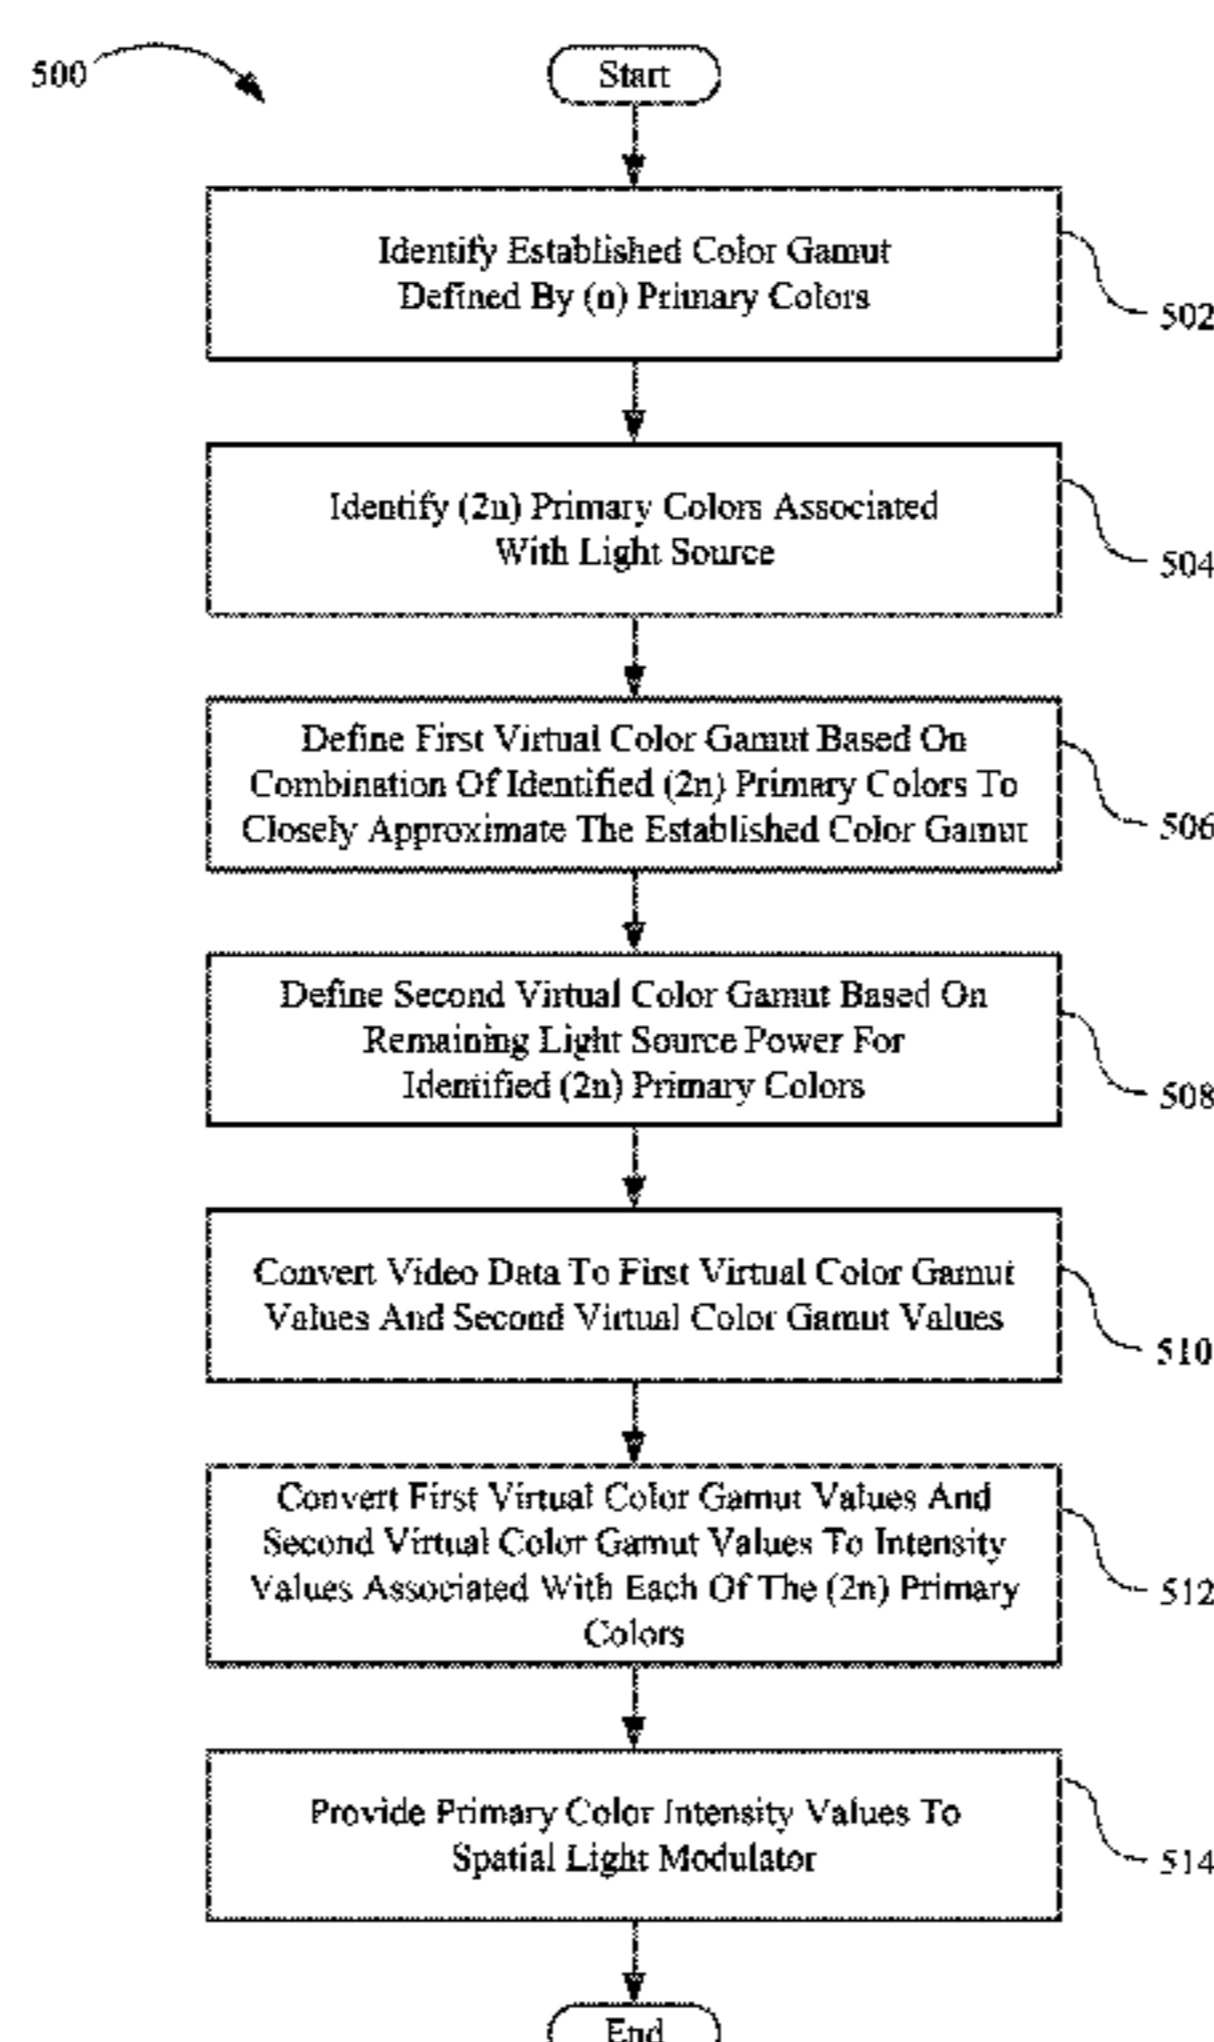 500
Start
Identify Established Color Gamut
Defined By (n) Primary Colors
502
Identify (2n) Primary Colors Associated
With Light Source
504
Define First Virtual Color Gamut Based On
Combination Of Identified (2n) Primary Colors To
Closely Approximate The Established Color Gamut
506
Define Second Virtual Color Gamut Based On
Remaining Light Source Power For
Identified (2n) Primary Colors
508
Convert Video Data To First Virtual Color Gamut
Values And Second Virtual Color Gamut Values
510
Convert First Virtual Color Gamut Values And
Second Virtual Color Gamut Values To Intensity
Values Associated With Each Of The (2n) Primary
Colors
512
Provide Primary Color Intensity Values To
Spatial Light Modulator
514
End